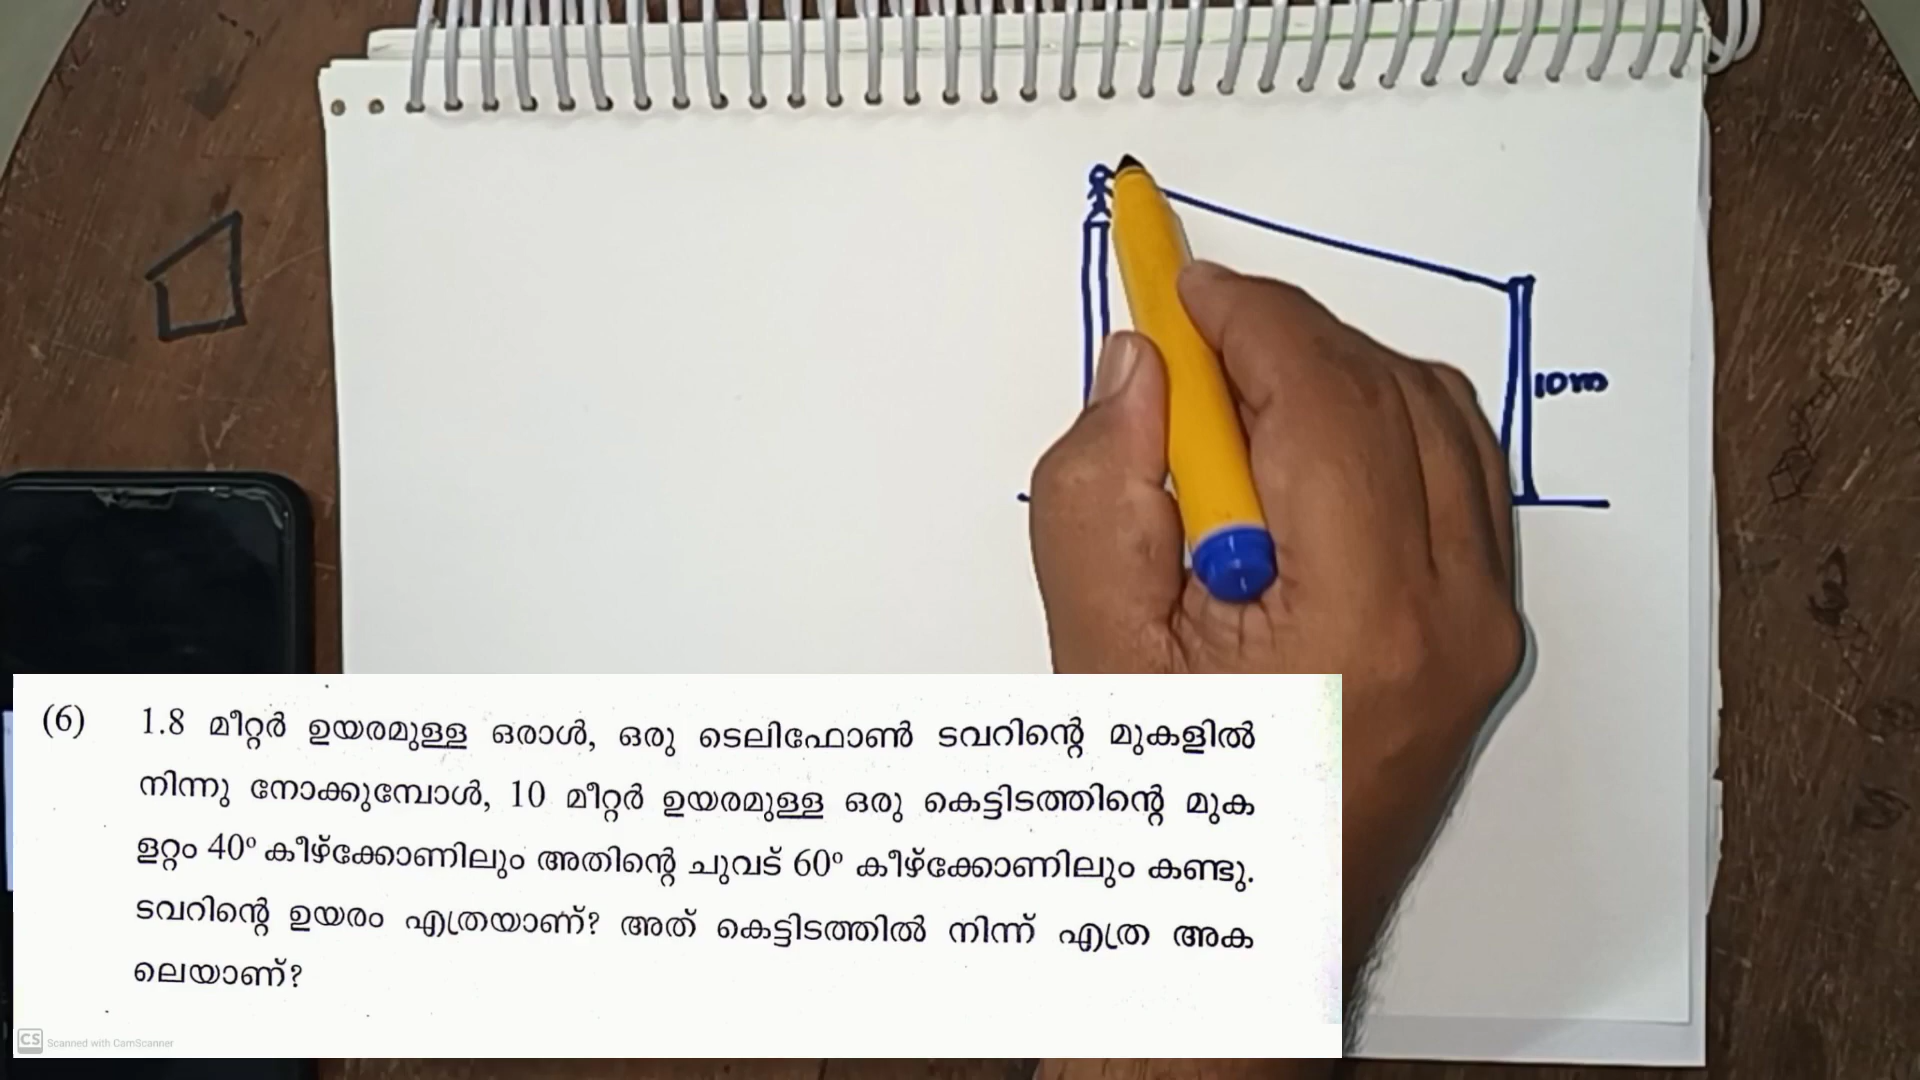 10m
(6) 1.8 മീറ്റർ ഉയരമുള്ള ഒരാൾ, ഒരു ടെലിഫോൺ ടവറിന്റെ മുകളിൽ
നിന്നു നോക്കുമ്പോൾ, 10 മീറ്റർ ഉയരമുള്ള ഒരു കെട്ടിടത്തിന്റെ മുക
ളറ്റം 40° കീഴ്ക്കോണിലും അതിന്റെ ചുവട് 60° കീഴ്ക്കോണിലും കണ്ടു.
ടവറിന്റെ ഉയരം എത്രയാണ്? അത് കെട്ടിടത്തിൽ നിന്ന് എത്ര അക
ലെയാണ്?
CS Scanned with CamScanner